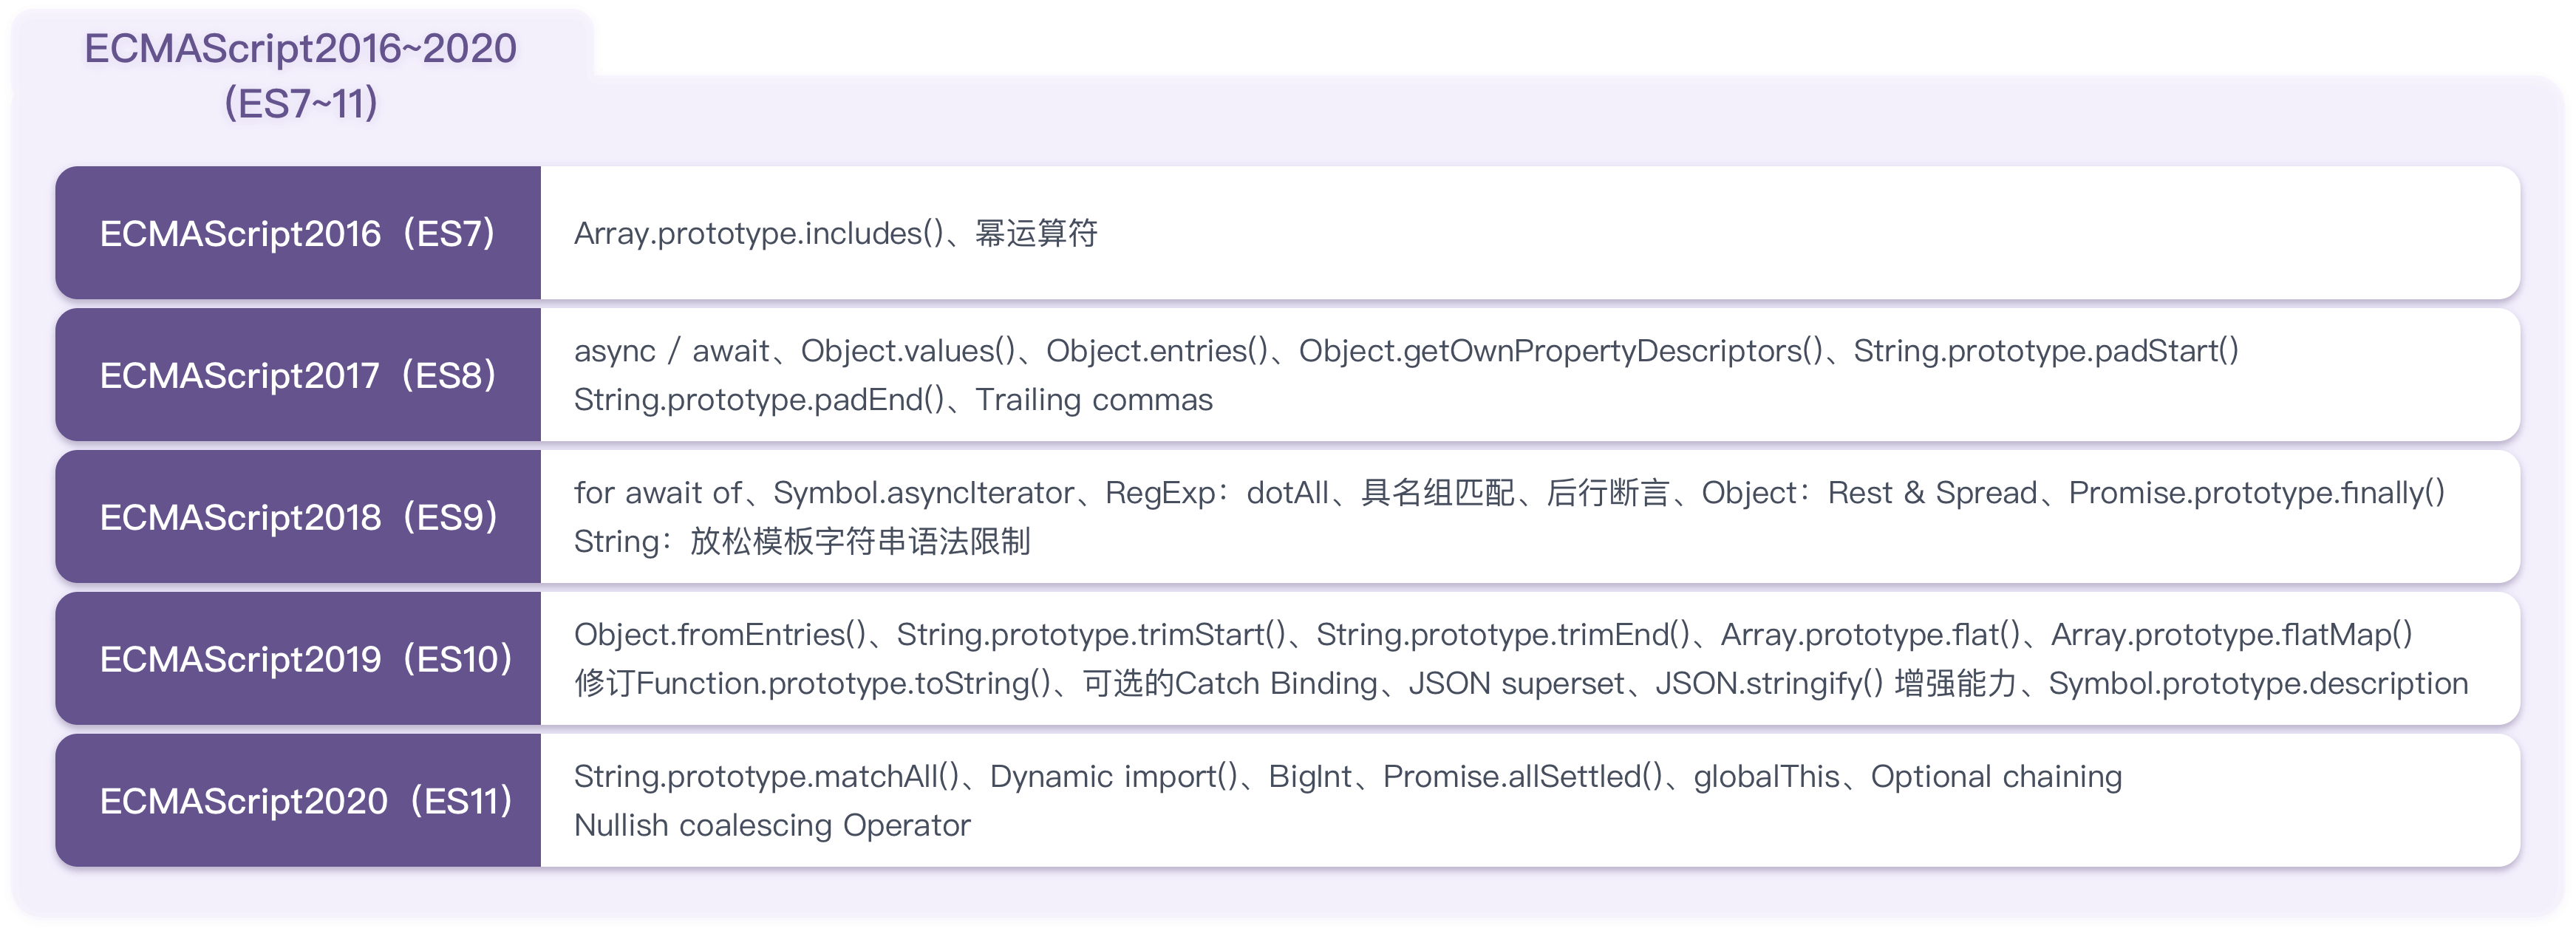 ECMAScript2016~2020
(ES7~11)
ECMAScript2016（ES7）
Array.prototype.includes()、幂运算符
ECMAScript2017（ES8）
async / await、Object.values()、Object.entries()、Object.getOwnPropertyDescriptors()、String.prototype.padStart()
String.prototype.padEnd()、Trailing commas
ECMAScript2018（ES9）
for await of、Symbol.asyncIterator、RegExp：dotAll、具名组匹配、后行断言、Object：Rest & Spread、Promise.prototype.finally()
String：放松模板字符串语法限制
ECMAScript2019（ES10）
Object.fromEntries()、String.prototype.trimStart()、String.prototype.trimEnd()、Array.prototype.flat()、Array.prototype.flatMap()
修订Function.prototype.toString()、可选的Catch Binding、JSON superset、JSON.stringify() 增强能力、Symbol.prototype.description
ECMAScript2020（ES11）
String.prototype.matchAll()、Dynamic import()、BigInt、Promise.allSettled()、globalThis、Optional chaining
Nullish coalescing Operator